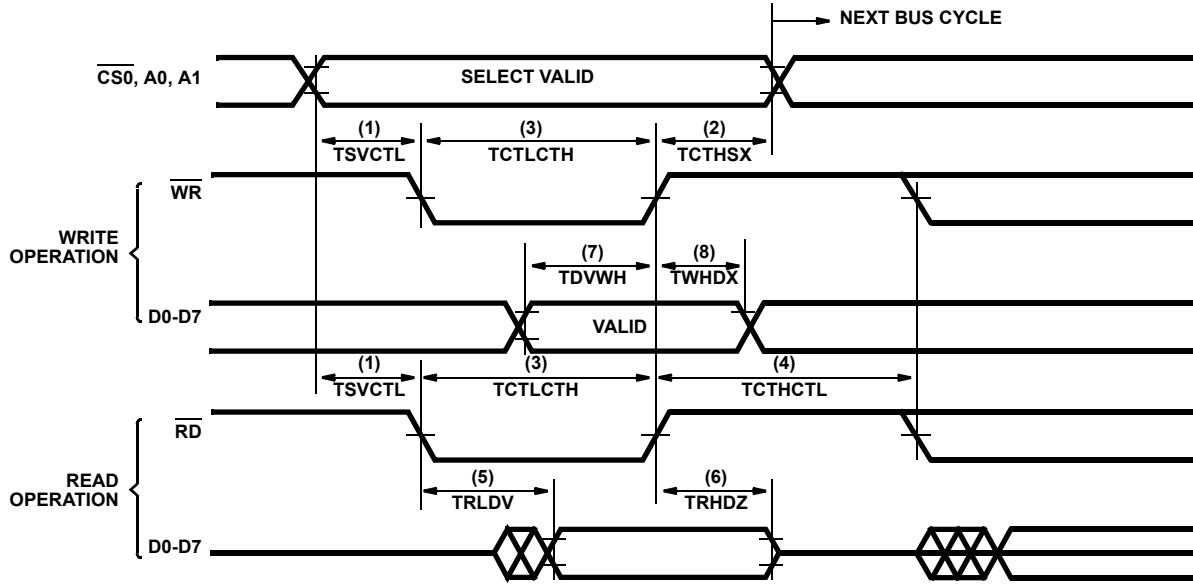 NEXT BUS CYCLE
CS0, A0, A1
SELECT VALID
(1)
(3)
(2)
TSVCTL
TCTLCTH
TCTHSX
WR
WRITE
OPERATION
(7)
(8)
TDVWH
TWHDX
D0-D7
VALID
(1)
(3)
(4)
TSVCTL
TCTLCTH
TCTHCTL
RD
READ
OPERATION
(5)
(6)
TRLDV
TRHDZ
D0-D7